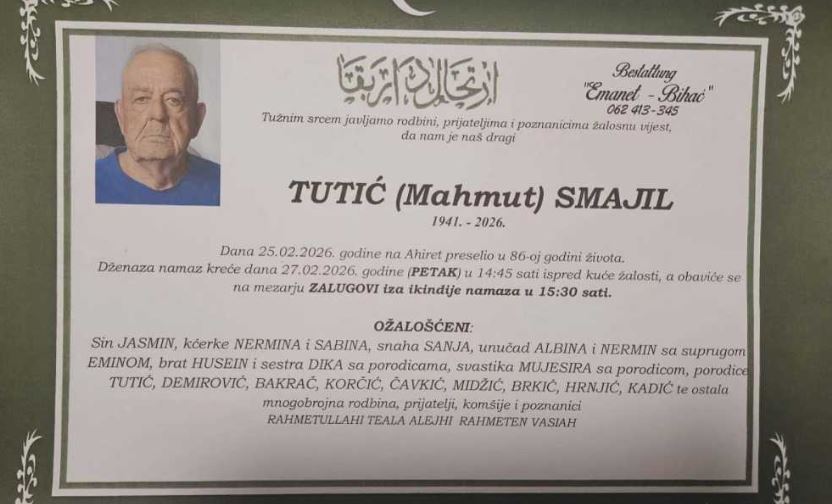 Bestattung
"Emanet - Bihać"
062 413-345
Tužnim srcem javljamo rodbini, prijateljima i poznanicima žalosnu vijest,
da nam je naš dragi
TUTIĆ (Mahmut) SMAJIL
1941. - 2026.
Dana 25.02.2026. godine na Ahiret preselio u 86-oj godini života.
Dženaza namaz kreće dana 27.02.2026. godine (PETAK) u 14:45 sati ispred kuće žalosti, a obaviće se
na mezarju ZALUGOVI iza ikindije namaza u 15:30 sati.
OŽALOŠĆENI:
Sin JASMIN, kćerke NERMINA i SABINA, snaha SANJA, unučad ALBINA i NERMIN sa suprugom
EMINOM, brat HUSEIN i sestra DIKA sa porodicama, svastika MUJESIRA sa porodicom, porodice
TUTIĆ, DEMIROVIĆ, BAKRAČ, KORČIĆ, ČAVKIĆ, MIDŽIĆ, BRKIĆ, HRNJIĆ, KADIĆ te ostala
mnogobrojna rodbina, prijatelji, komšije i poznanici
RAHMETULLAHI TEALA ALEJHI RAHMETEN VASIAH